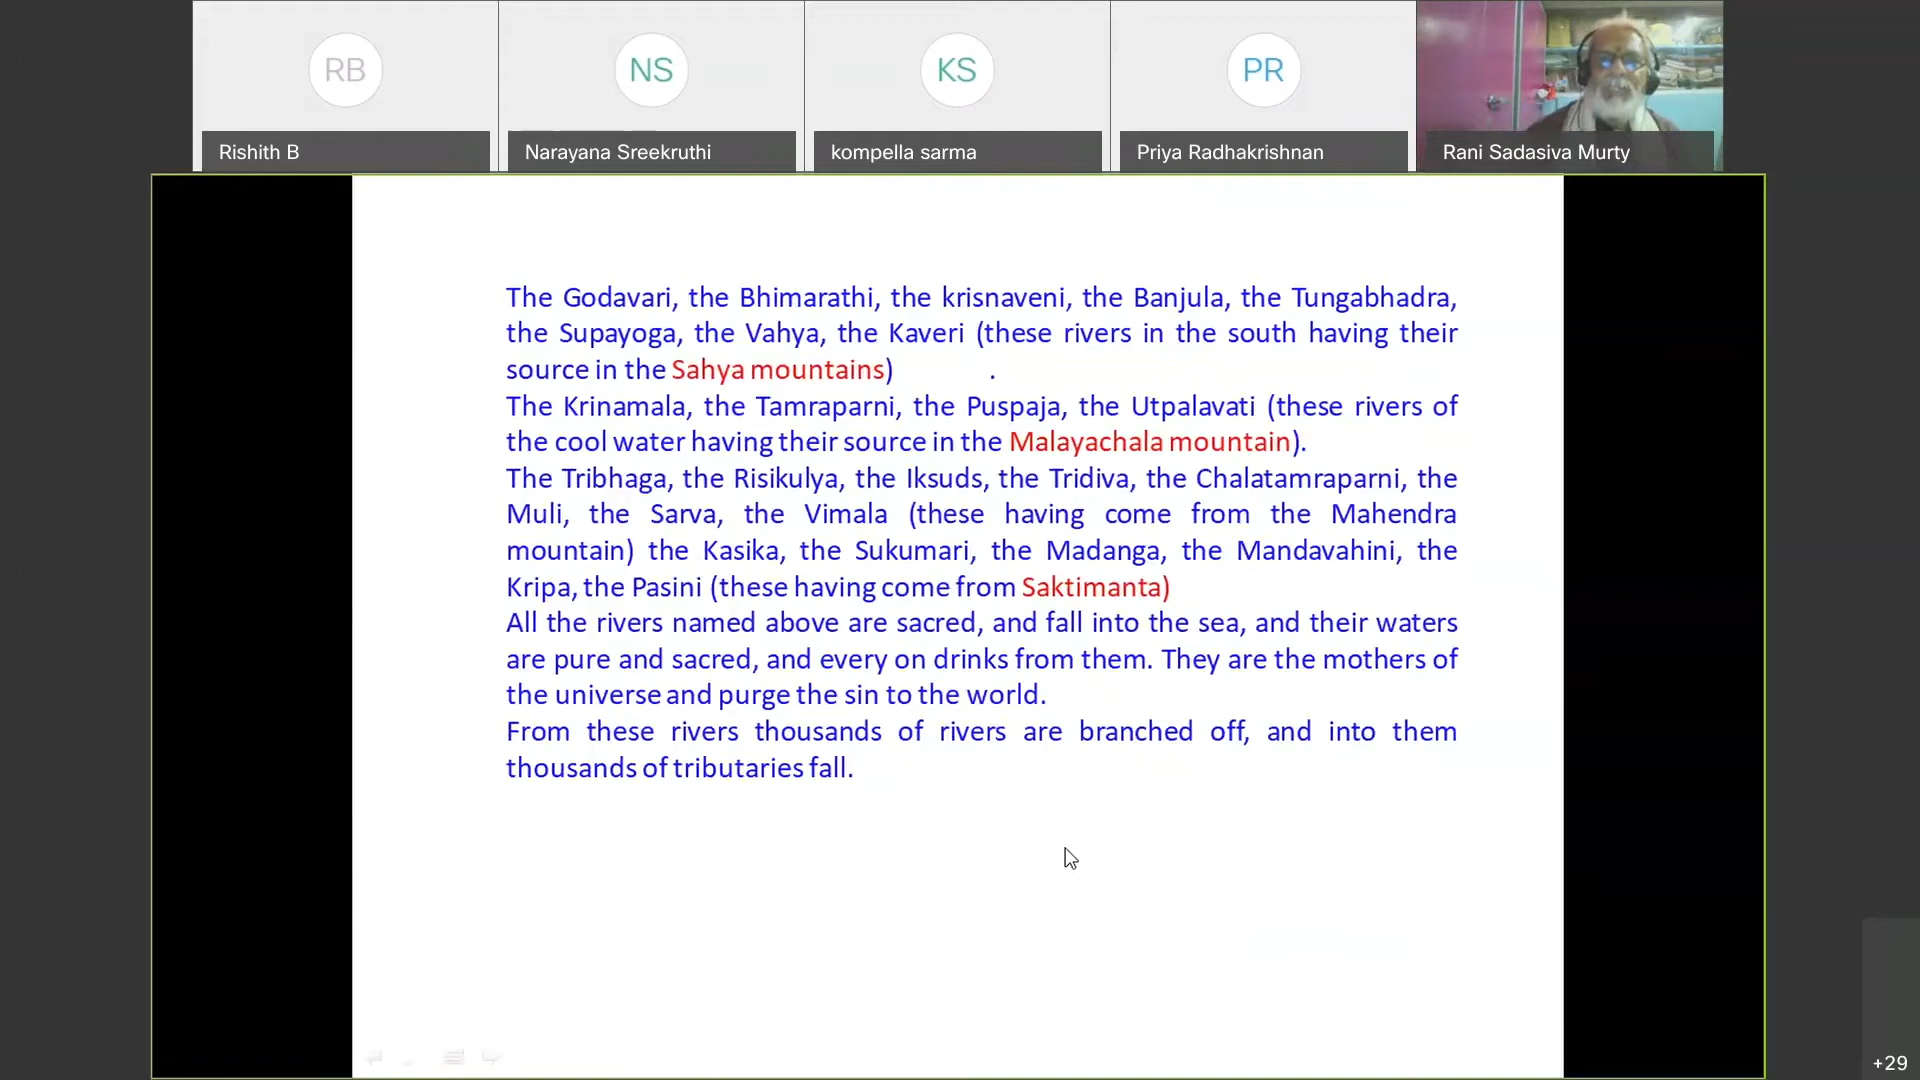 RB
NS
KS
PR
Rishith B
Narayana Sreekruthi
kompella sarma
Priya Radhakrishnan
Rani Sadasiva Murty
The Godavari, the Bhimarathi, the krisnaveni, the Banjula, the Tungabhadra,
the Supayoga, the Vahya, the Kaveri (these rivers in the south having their
source in the Sahya mountains) .
The Krinamala, the Tamraparni, the Puspaja, the Utpalavati (these rivers of
the cool water having their source in the Malayachala mountain).
The Tribhaga, the Risikulya, the Iksuds, the Tridiva, the Chalatamraparni, the
Muli, the Sarva, the Vimala (these having come from the Mahendra
mountain) the Kasika, the Sukumari, the Madanga, the Mandavahini, the
Kripa, the Pasini (these having come from Saktimanta)
All the rivers named above are sacred, and fall into the sea, and their waters
are pure and sacred, and every on drinks from them. They are the mothers of
the universe and purge the sin to the world.
From these rivers thousands of rivers are branched off, and into them
thousands of tributaries fall.
+29